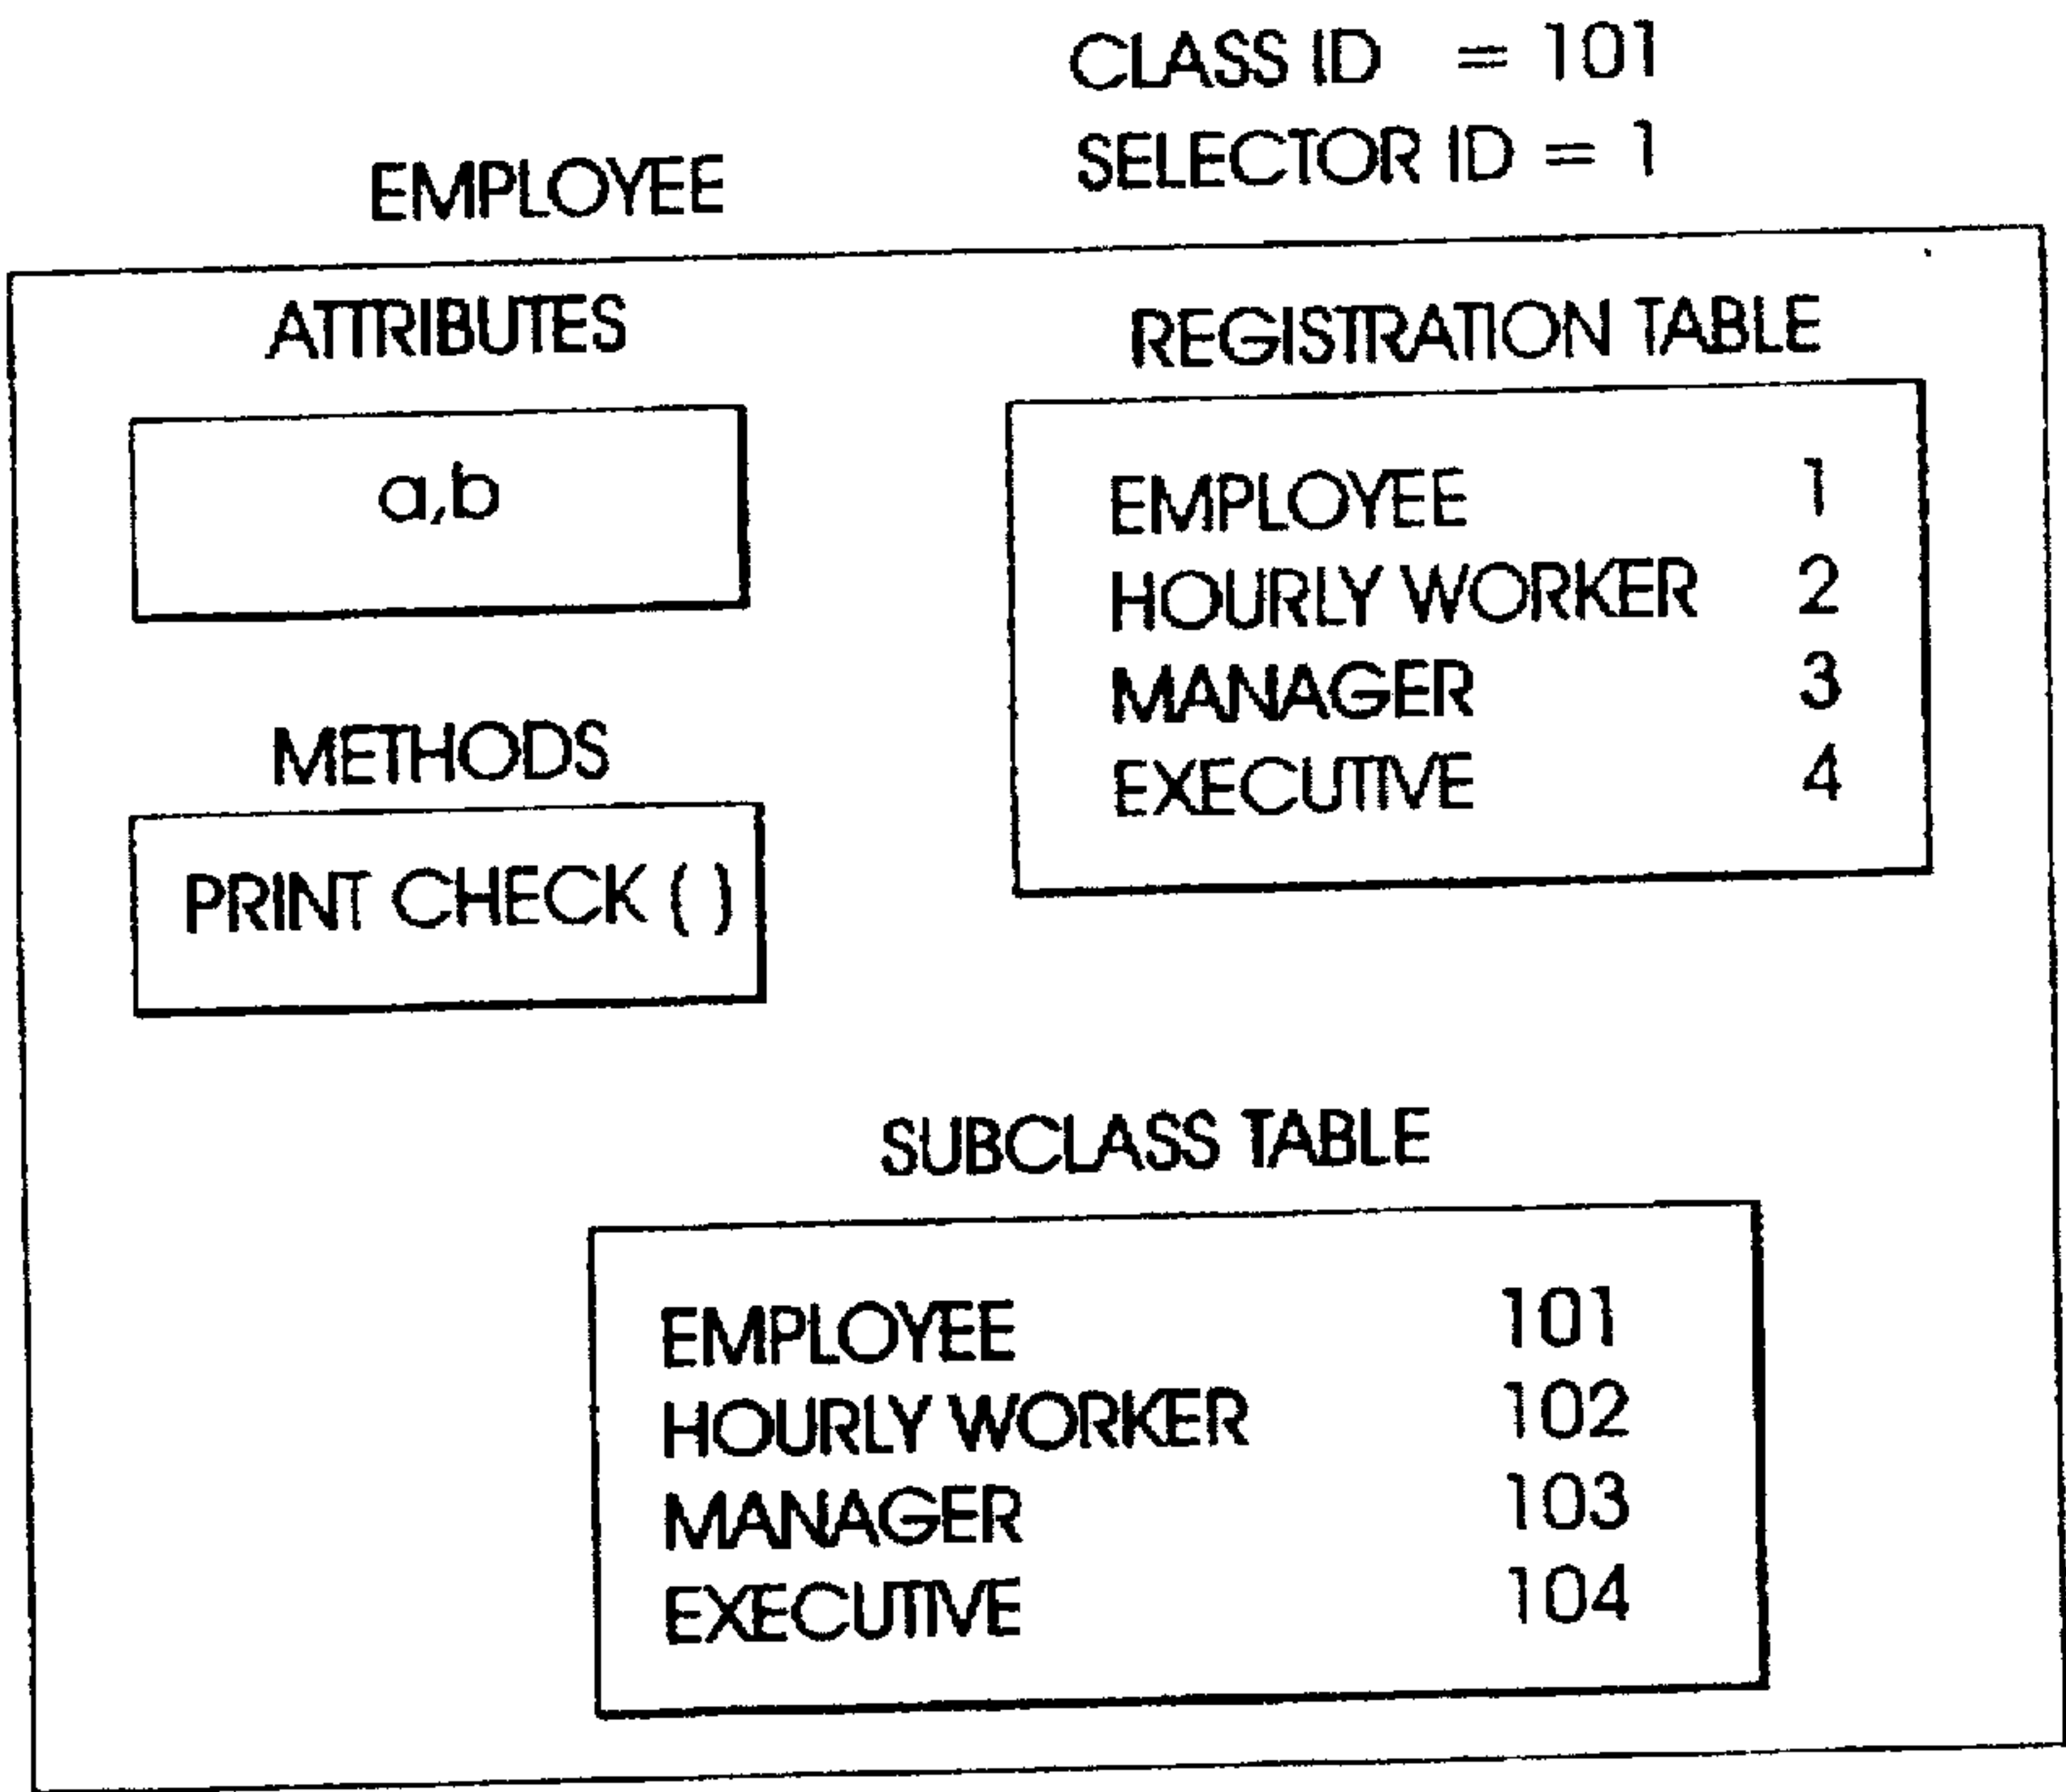 CLASS ID = 101
SELECTOR ID = 1
EMPLOYEE
ATTRIBUTES
a,b
METHODS
PRINT CHECK ( )
REGISTRATION TABLE
EMPLOYEE 1
HOURLY WORKER 2
MANAGER 3
EXECUTIVE 4
SUBCLASS TABLE
EMPLOYEE 101
HOURLY WORKER 102
MANAGER 103
EXECUTIVE 104